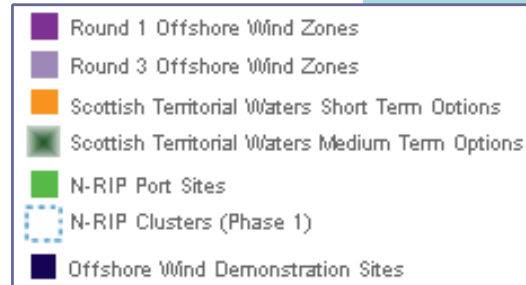 Round 1 Offshore Wind Zones
Round 3 Offshore Wind Zones
Scottish Territorial Waters Short Term Options
Scottish Territorial Waters Medium Term Options
N-RIP Port Sites
N-RIP Clusters (Phase 1)
Offshore Wind Demonstration Sites